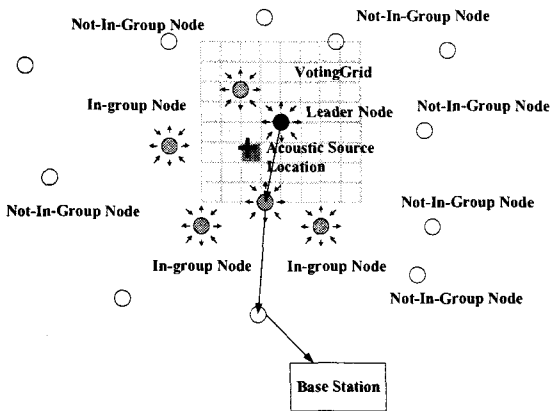 Not-In-Group Node
Not-In-Group Node
VotingGrid
In-group Node
Leader Node
Not-In-Group Node
Acoustic Source
Location
Not-In-Group Node
Not-In-Group Node
In-group Node
In-group Node
Not-In-Group Node
Base Station